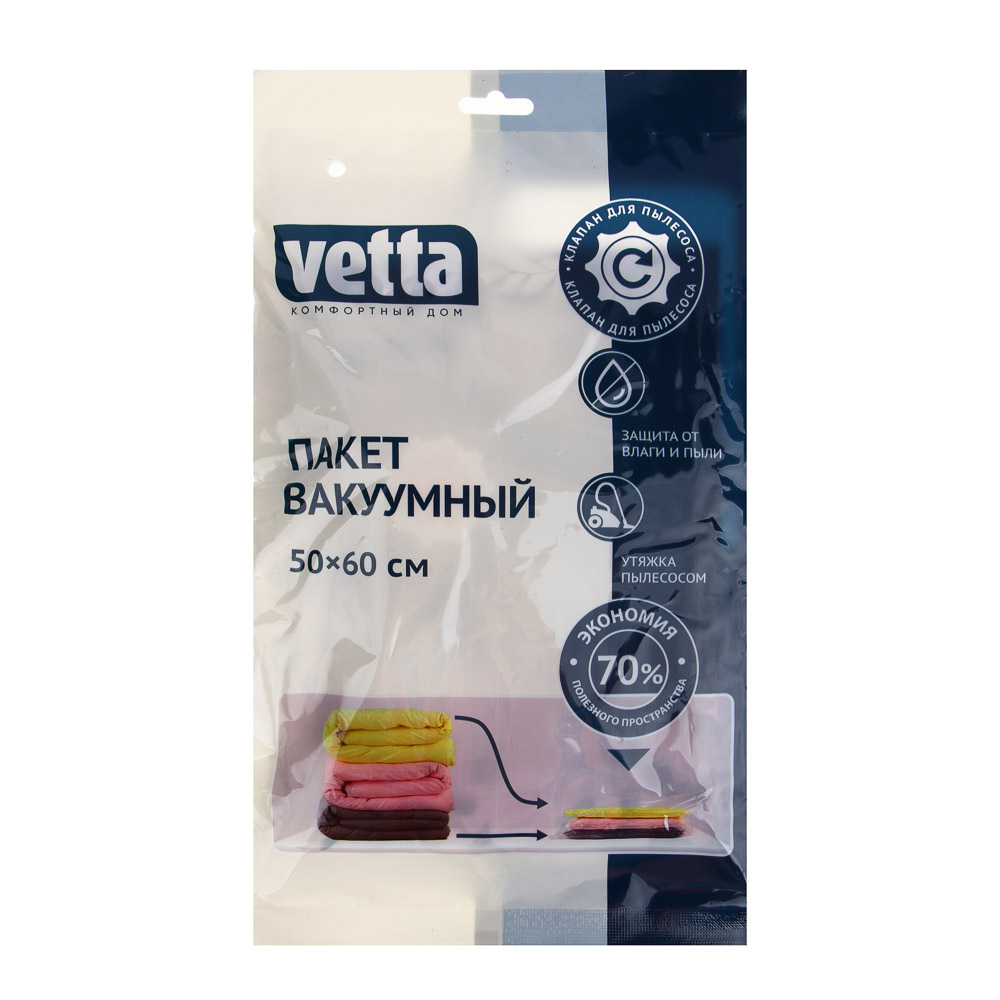 vetta
КОМФОРТНЫЙ ДОМ
КЛАПАН ДЛЯ ПЫЛЕСОСА
КЛАПАН ДЛЯ ПЫЛЕСОСА
ЗАЩИТА ОТ
ВЛАГИ И ПЫЛИ
ПАКЕТ
ВАКУУМНЫЙ
50×60 см
УТЯЖКА
ПЫЛЕСОСОМ
ЭКОНОМИЯ
70%
ПОЛЕЗНОГО ПРОСТРАНСТВА